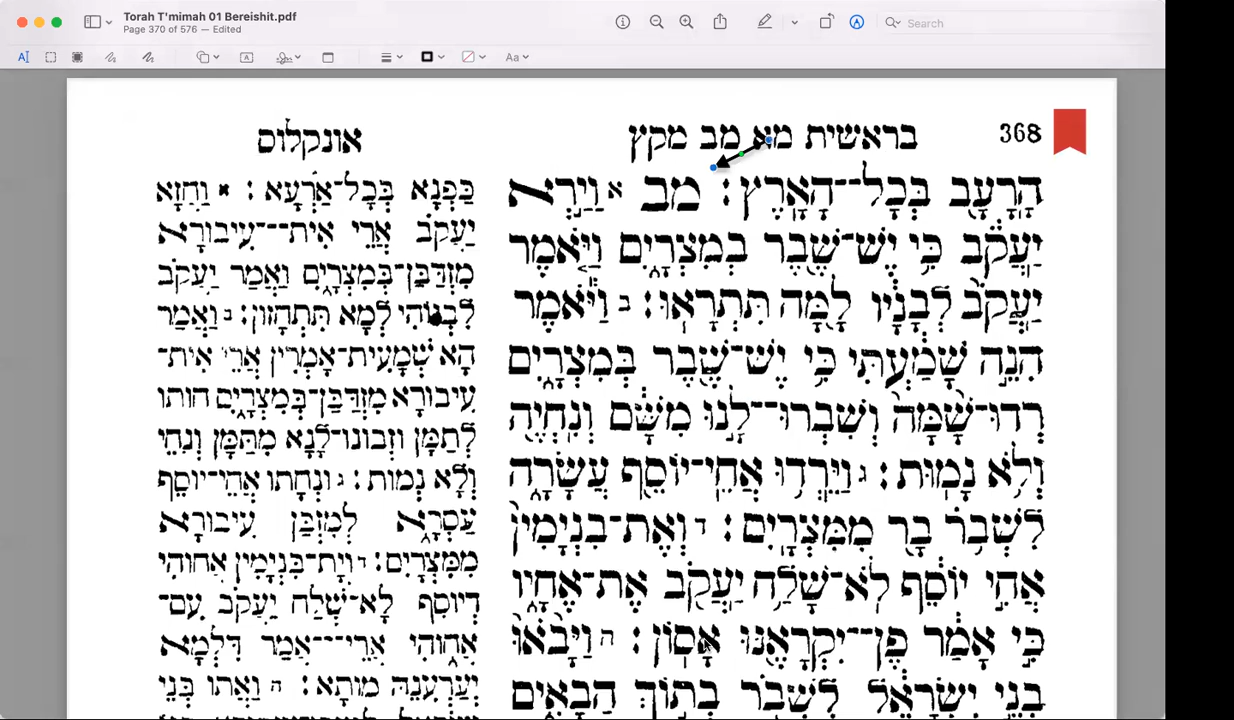 Torah T'mimah 01 Bereishit.pdf
Page 370 of 576 — Edited
Search
368
בראשית מא מב מקץ
אונקלוס
הָרָעָב בְּכָל־הָאָרֶץ׃ מב א וַיַּרְא
יַעֲקֹב כִּי יֶשׁ־שֶׁבֶר בְּמִצְרָיִם וַיֹּאמֶר
יַעֲקֹב לְבָנָיו לָמָּה תִּתְרָאוּ׃ ב וַיֹּאמֶר
הִנֵּה שָׁמַעְתִּי כִּי יֶשׁ־שֶׁבֶר בְּמִצְרָיִם
רְדוּ־שָׁמָּה וְשִׁבְרוּ־לָנוּ מִשָּׁם וְנִחְיֶה
וְלֹא נָמוּת׃ ג וַיֵּרְדוּ אֲחֵי־יוֹסֵף עֲשָׂרָה
לִשְׁבֹּר בָּר מִמִּצְרָיִם׃ ד וְאֶת־בִּנְיָמִין
אֲחִי יוֹסֵף לֹא־שָׁלַח יַעֲקֹב אֶת־אֶחָיו
כִּי אָמַר פֶּן־יִקְרָאֶנּוּ אָסוֹן׃ ה וַיָּבֹאוּ
בְּנֵי יִשְׂרָאֵל לִשְׁבֹּר בְּתוֹךְ הַבָּאִים
כַּפְנָא בְּכָל־אַרְעָא׃ א וַחֲזָא
יַעֲקֹב אֲרֵי אִית־עִיבוּרָא
מִזְדַּבַּן־בְּמִצְרָיִם וַאֲמַר יַעֲקֹב
לִבְנוֹהִי לְמָא תִּתְחֲזוּן׃ ב וַאֲמַר
הָא שְׁמָעִית־אָמְרִין אֲרֵי אִית־
עִיבוּרָא מִזְדַּבַּן־בְּמִצְרָיִם חוּתוּ
לְתַמָּן וְזִבוּנוּ־לָנָא מִתַּמָּן וְנֵחֵי
וְלָא נְמוּת׃ ג וּנְחָתוּ אֲחֵי־יוֹסֵף
עַסְרָא לְמִזְבַּן עִיבוּרָא
מִמִּצְרָיִם׃ ד וְיָת־בִּנְיָמִין אֲחוּהִי
דְיוֹסֵף לָא־שְׁלַח יַעֲקֹב עִם־
אֲחוּהִי אֲרֵי־אֲמַר דִּלְמָא
יְעַרְעִנֵּהּ מוֹתָא׃ ה וַאֲתוֹ בְּנֵי